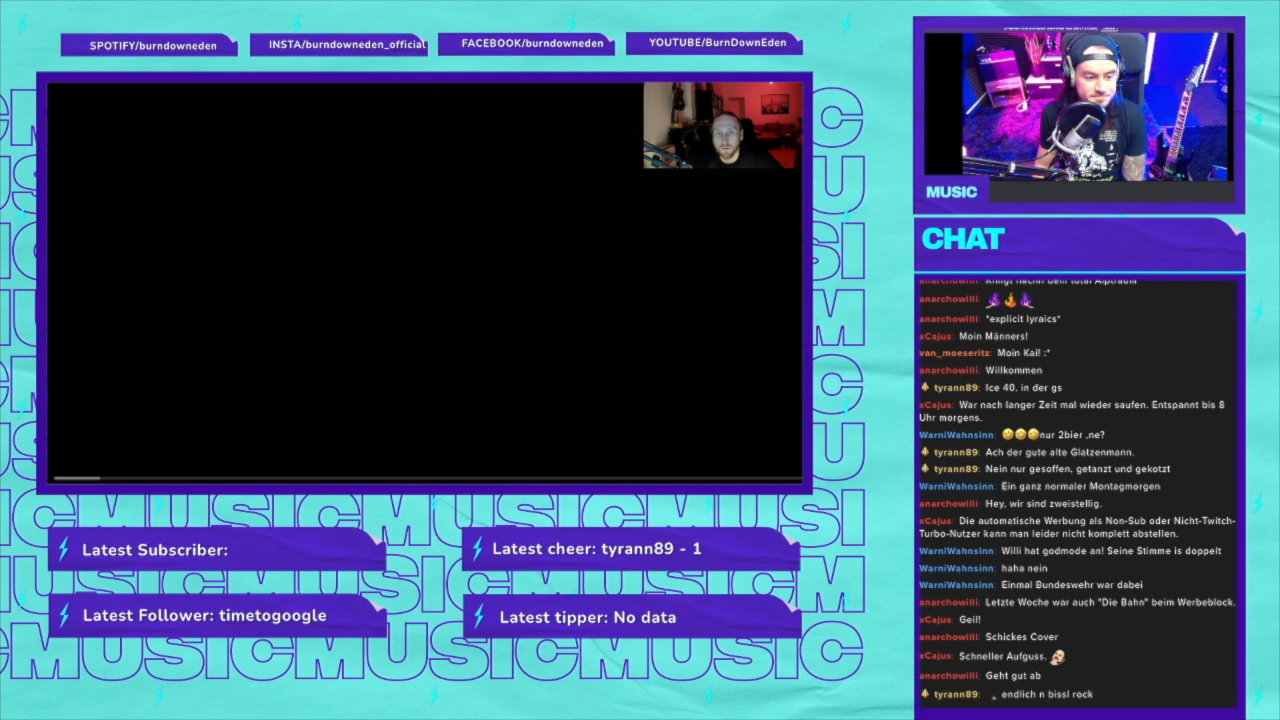 SPOTIFY/burndowneden
INSTA/burndowneden_official
FACEBOOK/burndowneden
YOUTUBE/BurnDownEden
MUSIC
CHAT
anarchowilli:
anarchowilli: *explicit lyraics*
xCajus: Moin Männers!
van_moeseritz: Moin Kai! :*
anarchowilli: Willkommen
tyrann89: Ice 40. in der gs
xCajus: War nach langer Zeit mal wieder saufen. Entspannt bis 8
Uhr morgens.
WarniWahnsinn: 🤣🤣🤣nur 2bier ,ne?
tyrann89: Ach der gute alte Glatzenmann.
tyrann89: Nein nur gesoffen, getanzt und gekotzt
WarniWahnsinn: Ein ganz normaler Montagmorgen
anarchowilli: Hey, wir sind zweistellig.
xCajus: Die automatische Werbung als Non-Sub oder Nicht-Twitch-
Turbo-Nutzer kann man leider nicht komplett abstellen.
WarniWahnsinn: Willi hat godmode an! Seine Stimme is doppelt
WarniWahnsinn: haha nein
WarniWahnsinn: Einmal Bundeswehr war dabei
anarchowilli: Letzte Woche war auch "Die Bahn" beim Werbeblock.
xCajus: Geil!
anarchowilli: Schickes Cover
xCajus: Schneller Aufguss.
anarchowilli: Geht gut ab
tyrann89: endlich n bissl rock
Latest Subscriber:
Latest cheer: tyrann89 - 1
Latest Follower: timetogoogle
Latest tipper: No data
MUSICMUSICMUSIC
MUSICMUSICMUSIC